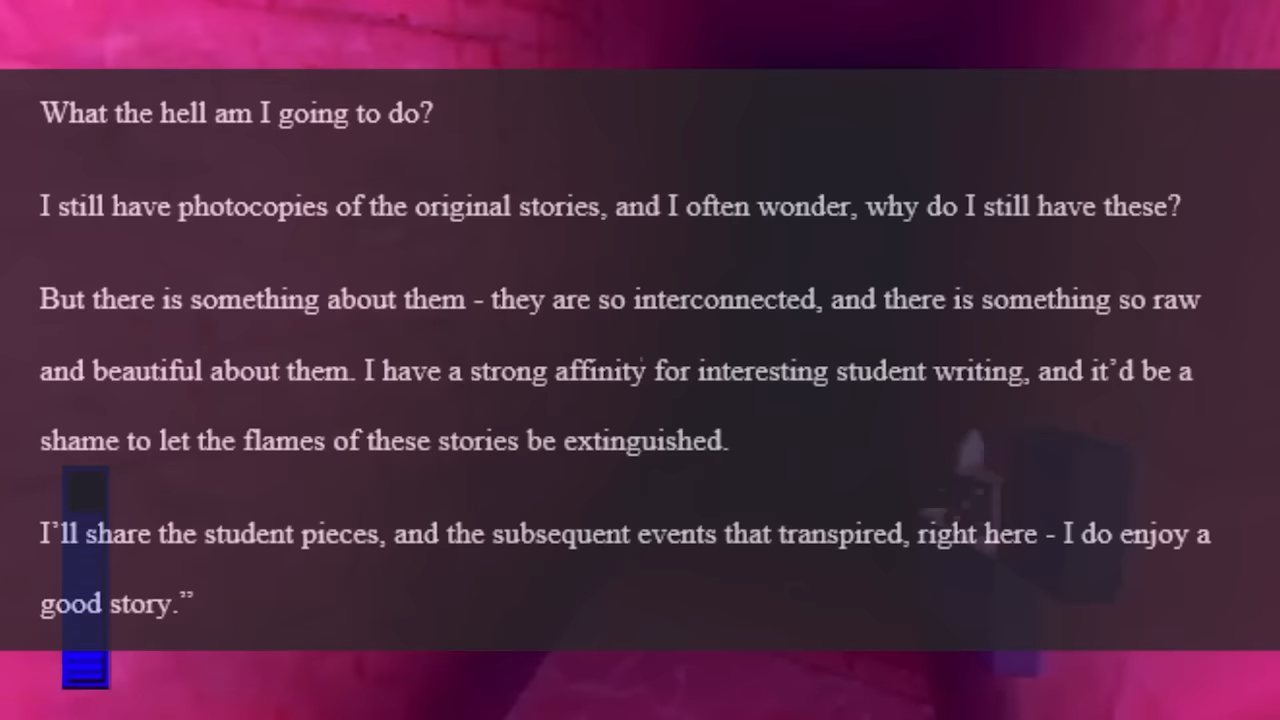 What the hell am I going to do?
I still have photocopies of the original stories, and I often wonder, why do I still have these?
But there is something about them - they are so interconnected, and there is something so raw
and beautiful about them. I have a strong affinity for interesting student writing, and it’d be a
shame to let the flames of these stories be extinguished.
I’ll share the student pieces, and the subsequent events that transpired, right here - I do enjoy a
good story.”